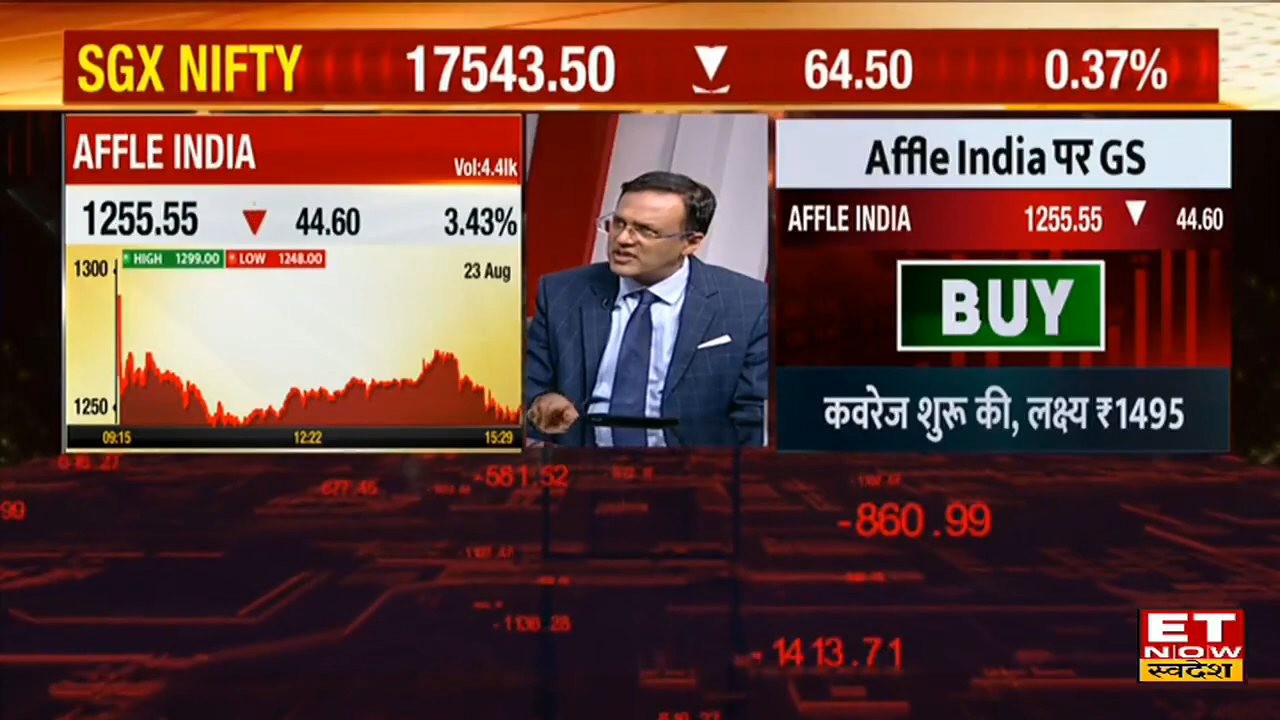 SGX NIFTY 17543.50 64.50 0.37%
AFFLE INDIA
Vol:4.4lk
1255.55 44.60 3.43%
HIGH 1299.00 LOW 1248.00
23 Aug
1300
1250
09:15 12:22 15:29
Affle India पर GS
AFFLE INDIA 1255.55 44.60
BUY
कवरेज शुरू की, लक्ष्य ₹1495
-581.52
-860.99
-1413.71
ET
NOW
स्वदेश